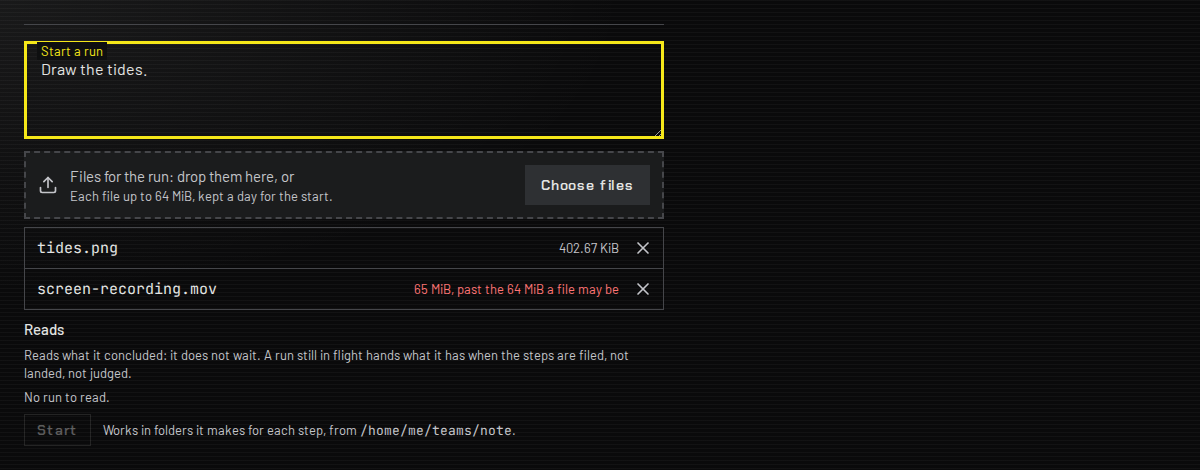 Start a run
Draw the tides.
Files for the run: drop them here, or
Each file up to 64 MiB, kept a day for the start.
Choose files
tides.png
402.67 KiB
screen-recording.mov
65 MiB, past the 64 MiB a file may be
Reads
Reads what it concluded: it does not wait. A run still in flight hands what it has when the steps are filed, not
landed, not judged.
No run to read.
Start
Works in folders it makes for each step, from /home/me/teams/note.